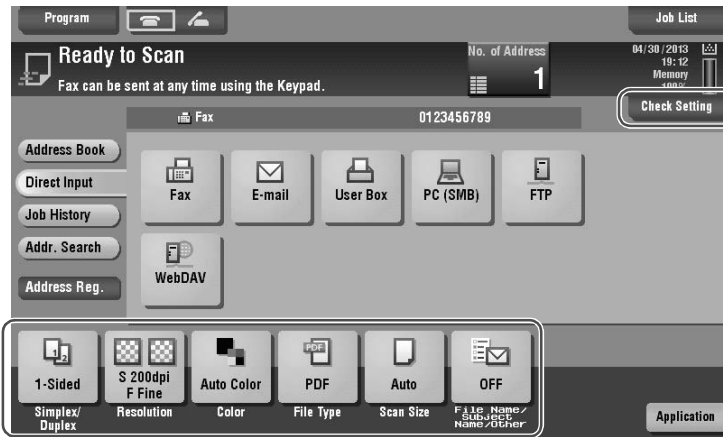 Program
Job List
Ready to Scan
Fax can be sent at any time using the Keypad.
No. of Address
1
04/30/2013
19:12
Memory
100%
Check Setting
Fax 0123456789
Address Book
Direct Input
Job History
Addr. Search
Address Reg.
Fax
E-mail
User Box
PC (SMB)
FTP
WebDAV
1-Sided
S 200dpi
F Fine
Auto Color
PDF
PDF
Auto
OFF
Simplex/
Duplex
Resolution
Color
File Type
Scan Size
File Name/
Subject
Name/Other
Application